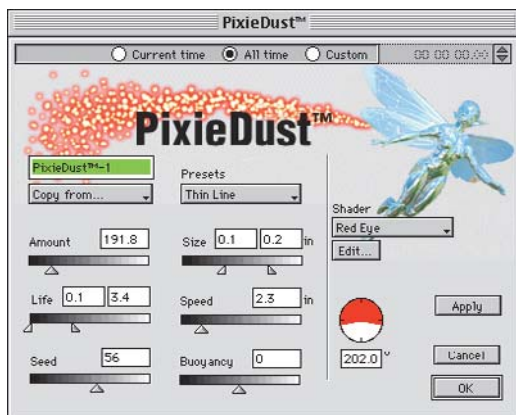 PixieDust™
Current time All time Custom 00 00 00.00
PixieDust™
PixieDust™-1
Copy from...
Presets
Thin Line
Shader
Red Eye
Edit...
Amount 191.8
Size 0.1 0.2 in
Life 0.1 3.4
Speed 2.3 in
Seed 56
Buoyancy 0
202.0 °
Apply
Cancel
OK